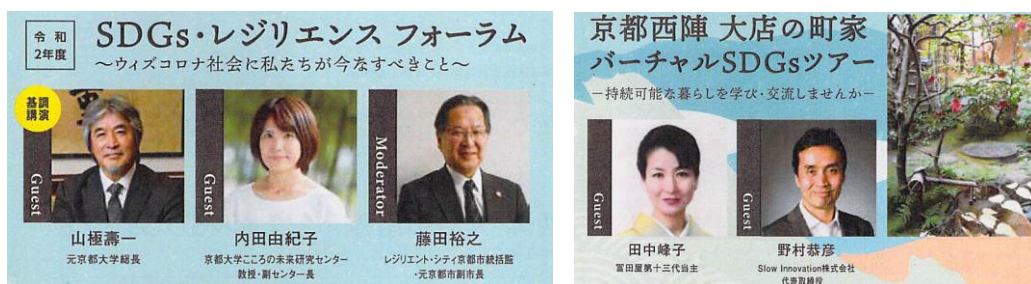 令和
2年度
SDGs・レジリエンス フォーラム
～ウィズコロナ社会に私たちが今なすべきこと～
基調
講演
Guest
Guest
Moderator
山極壽一
元京都大学総長
内田由紀子
京都大学こころの未来研究センター
教授・副センター長
藤田裕之
レジリエント・シティ京都市統括監
・元京都市副市長
京都西陣 大店の町家
バーチャルSDGsツアー
－持続可能な暮らしを学び・交流しませんか－
Guest
Guest
田中峰子
冨田屋第十三代当主
野村恭彦
Slow Innovation株式会社
代表取締役